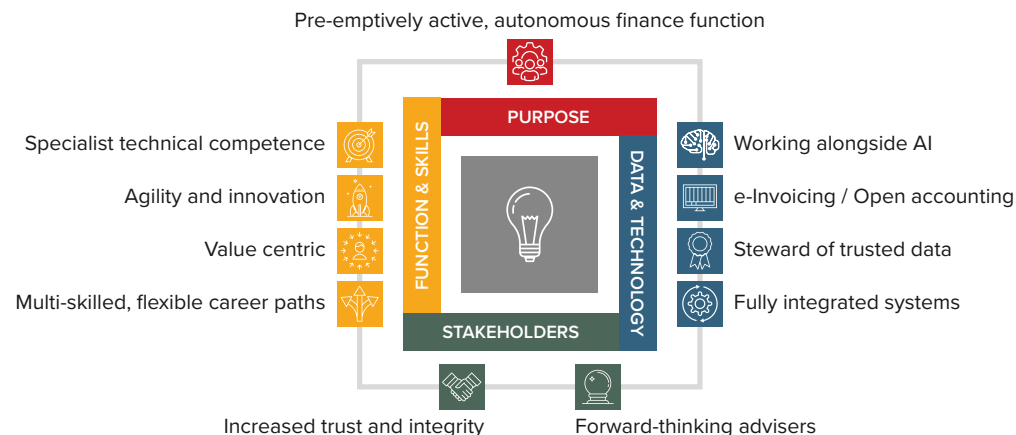 Pre-emptively active, autonomous finance function
PURPOSE
FUNCTION & SKILLS
DATA & TECHNOLOGY
STAKEHOLDERS
Specialist technical competence
Agility and innovation
Value centric
Multi-skilled, flexible career paths
Working alongside AI
e-Invoicing / Open accounting
Steward of trusted data
Fully integrated systems
Increased trust and integrity
Forward-thinking advisers